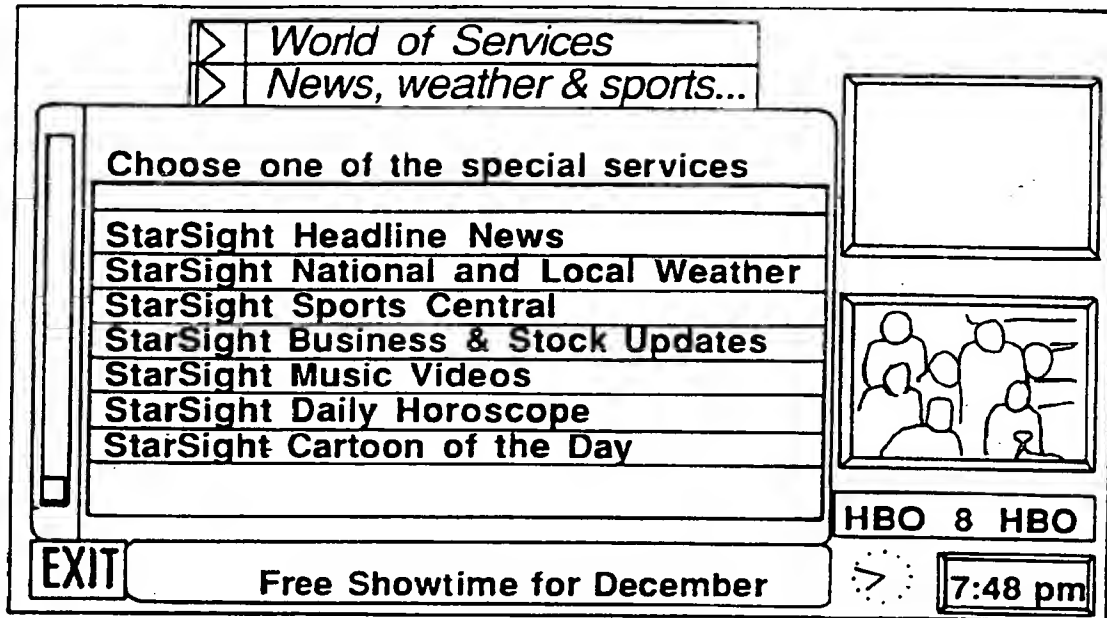 World of Services
News, weather & sports...
Choose one of the special services
StarSight Headline News
StarSight National and Local Weather
StarSight Sports Central
StarSight Business & Stock Updates
StarSight Music Videos
StarSight Daily Horoscope
StarSight Cartoon of the Day
HBO 8 HBO
EXIT
Free Showtime for December
7:48 pm